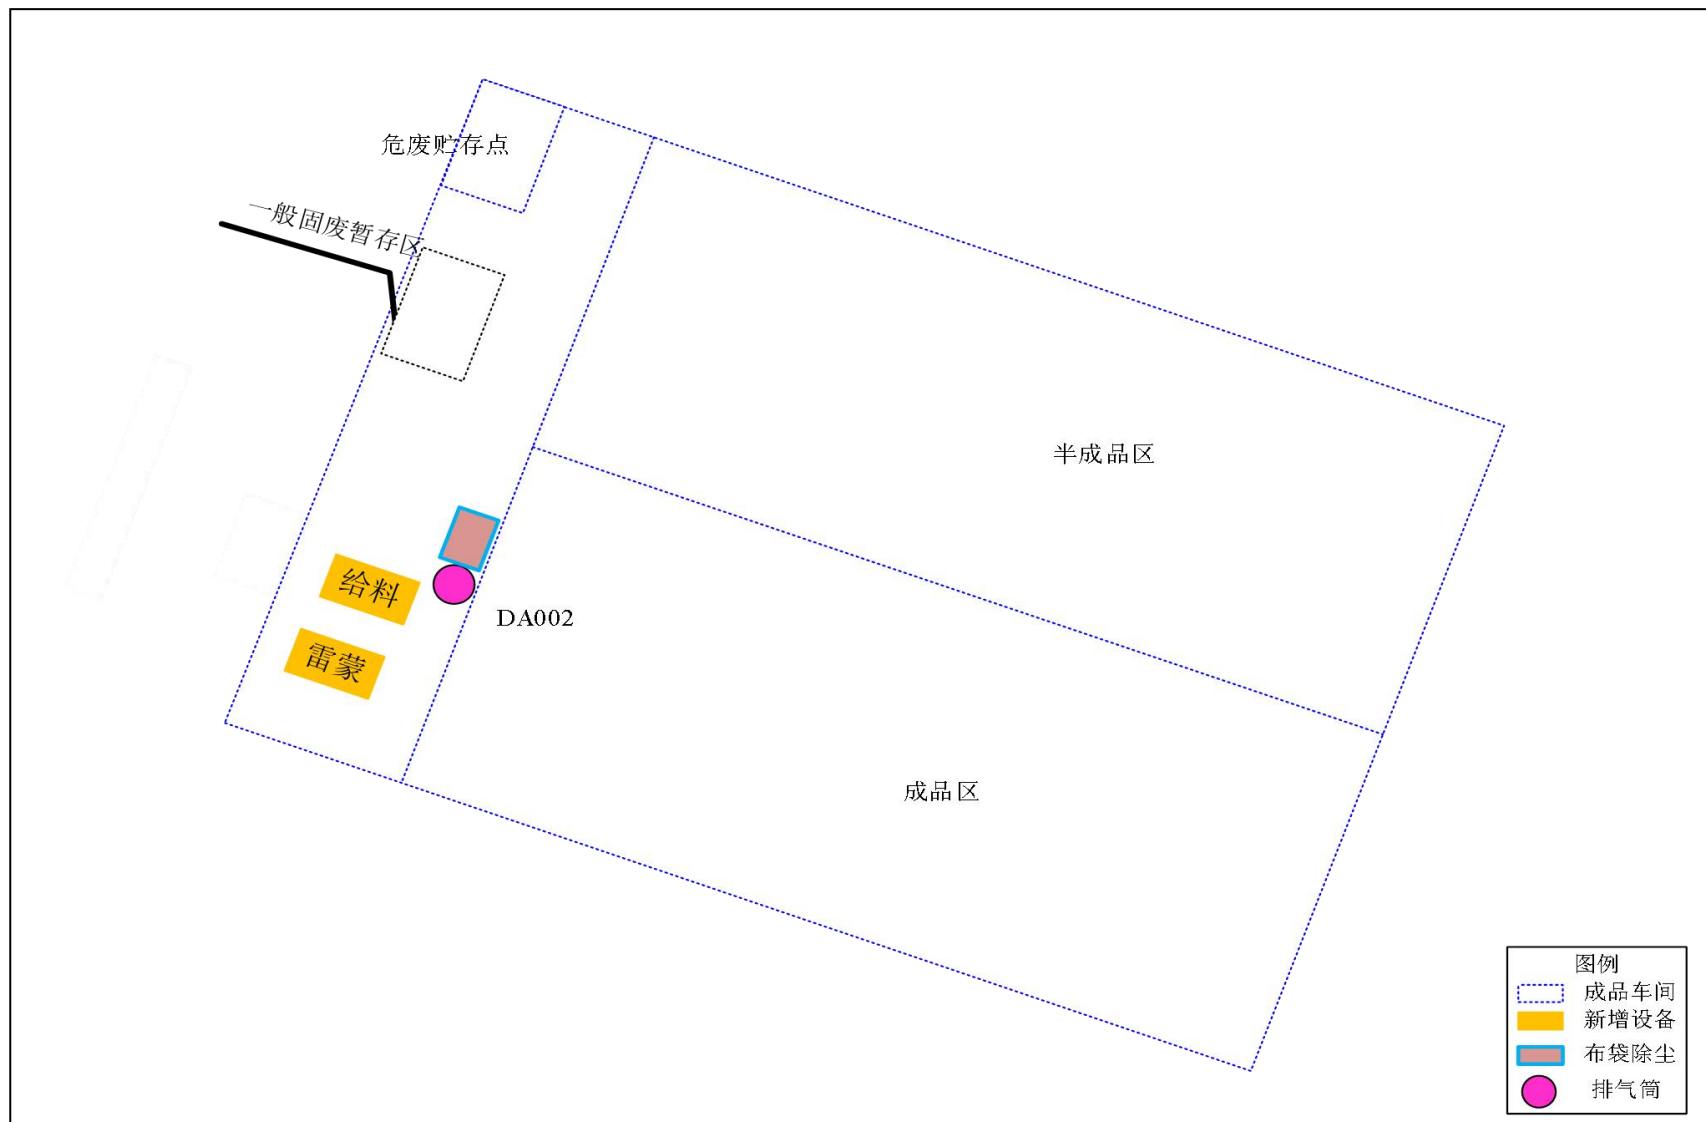 危废贮存点
一般固废暂存区
半成品区
给料
DA002
雷蒙
成品区
图例
成品车间
新增设备
布袋除尘
排气筒